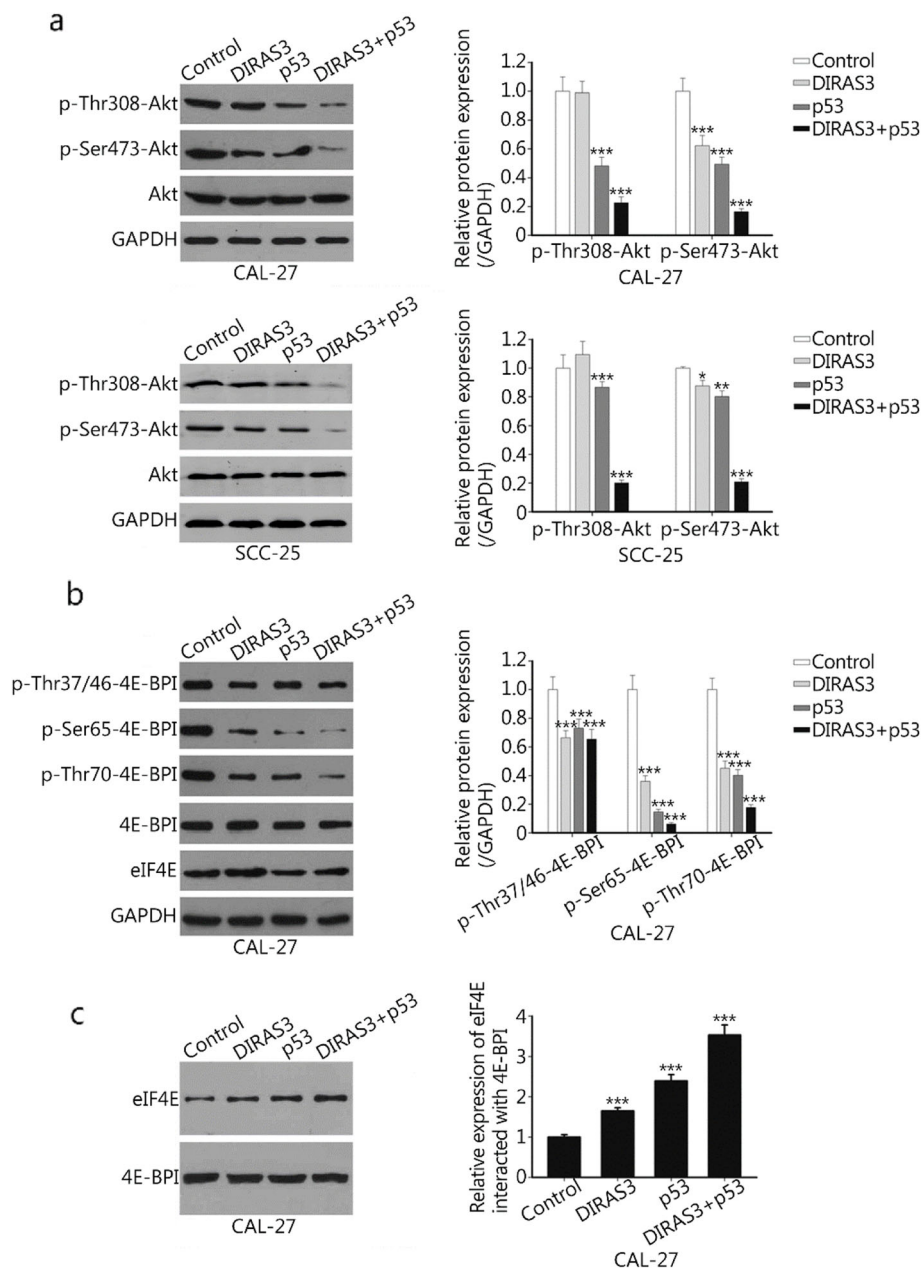 a
Control DIRAS3 p53 DIRAS3+p53
p-Thr308-Akt
p-Ser473-Akt
Akt
GAPDH
CAL-27
Relative protein expression
(/GAPDH)
1.0
0.8
0.6
0.4
0.2
0
*** *** *** *** *** 
p-Thr308-Akt p-Ser473-Akt
CAL-27
Control
DIRAS3
p53
DIRAS3+p53
Control DIRAS3 p53 DIRAS3+p53
p-Thr308-Akt
p-Ser473-Akt
Akt
GAPDH
SCC-25
Relative protein expression
(/GAPDH)
1.2
1.0
0.8
0.6
0.4
0.2
0
*** *** * ** ***
p-Thr308-Akt p-Ser473-Akt
SCC-25
Control
DIRAS3
p53
DIRAS3+p53
b
Control DIRAS3 p53 DIRAS3+p53
p-Thr37/46-4E-BPI
p-Ser65-4E-BPI
p-Thr70-4E-BPI
4E-BPI
eIF4E
GAPDH
CAL-27
Relative protein expression
(/GAPDH)
1.2
1.0
0.8
0.6
0.4
0.2
0
*** *** *** *** *** *** *** *** ***
p-Thr37/46-4E-BPI p-Ser65-4E-BPI p-Thr70-4E-BPI
CAL-27
Control
DIRAS3
p53
DIRAS3+p53
c
Control DIRAS3 p53 DIRAS3+p53
eIF4E
4E-BPI
CAL-27
Relative expression of eIF4E
interacted with 4E-BPI
4
3
2
1
0
*** *** ***
Control DIRAS3 p53 DIRAS3+p53
CAL-27